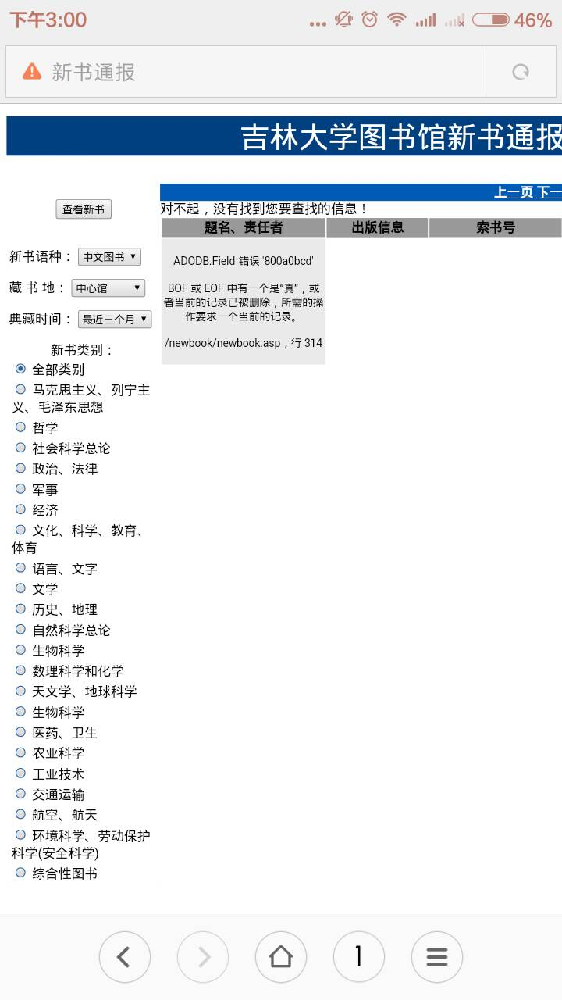 下午3:00
46%
新书通报
吉林大学图书馆新书通报
上一页 下一
查看新书
对不起，没有找到您要查找的信息！
题名、责任者 出版信息 索书号
新书语种： 中文图书
藏 书 地： 中心馆
典藏时间： 最近三个月
新书类别：
全部类别
马克思主义、列宁主
义、毛泽东思想
哲学
社会科学总论
政治、法律
军事
经济
文化、科学、教育、
体育
语言、文字
文学
历史、地理
自然科学总论
生物科学
数理科学和化学
天文学、地球科学
生物科学
医药、卫生
农业科学
工业技术
交通运输
航空、航天
环境科学、劳动保护
科学(安全科学)
综合性图书
ADODB.Field 错误 '800a0bcd'
BOF 或 EOF 中有一个是“真”，或
者当前的记录已被删除，所需的操
作要求一个当前的记录。
/newbook/newbook.asp，行 314
1